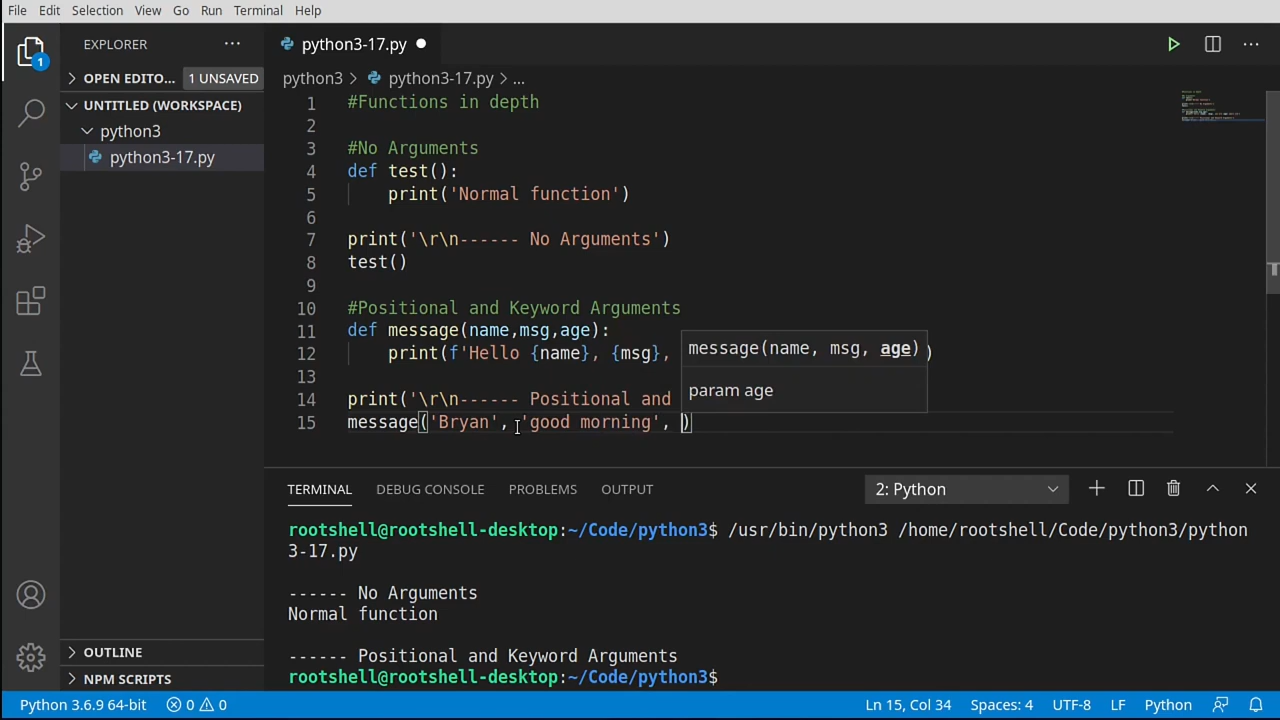 File Edit Selection View Go Run Terminal Help
EXPLORER
python3-17.py
OPEN EDITO... 1 UNSAVED
python3 > python3-17.py > ...
UNTITLED (WORKSPACE)
python3
python3-17.py
1 #Functions in depth
2
3 #No Arguments
4 def test():
5 print('Normal function')
6
7 print('\r\n------ No Arguments')
8 test()
9
10 #Positional and Keyword Arguments
11 def message(name,msg,age):
12 print(f'Hello {name}, {msg}, )
message(name, msg, age)
param age
13
14 print('\r\n------ Positional and
15 message('Bryan', 'good morning', )
TERMINAL DEBUG CONSOLE PROBLEMS OUTPUT 2: Python
rootshell@rootshell-desktop:~/Code/python3$ /usr/bin/python3 /home/rootshell/Code/python3/python
3-17.py
------ No Arguments
Normal function
------ Positional and Keyword Arguments
rootshell@rootshell-desktop:~/Code/python3$
1
OUTLINE
NPM SCRIPTS
Python 3.6.9 64-bit 0 0 Ln 15, Col 34 Spaces: 4 UTF-8 LF Python